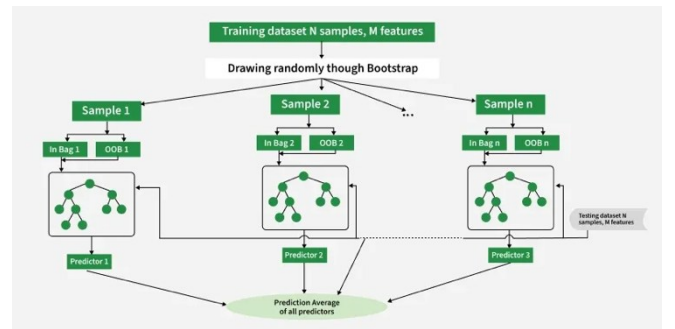 Training dataset N samples, M features
Drawing randomly though Bootstrap
Sample 1
Sample 2
...
Sample n
In Bag 1
OOB 1
In Bag 2
OOB 2
In Bag n
OOB n
Testing dataset N
samples, M features
Predictor 1
Predictor 2
Predictor 3
Prediction Average
of all predictors